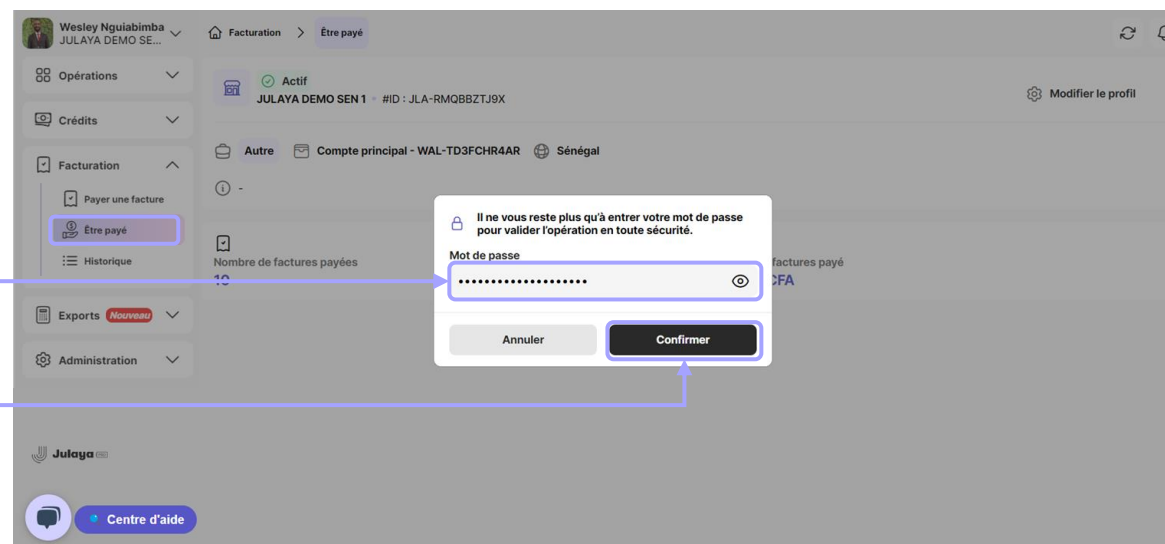 Wesley Nguiabimba
JULAYA DEMO SE...
Facturation > Être payé
Opérations
Crédits
Facturation
Payer une facture
Être payé
Historique
Exports Nouveau
Administration
Actif
JULAYA DEMO SEN 1 #ID : JLA-RMQBBZTJ9X
Modifier le profil
Autre Compte principal - WAL-TD3FCHR4AR Sénégal
-
Nombre de factures payées
10
factures payé
CFA
Il ne vous reste plus qu'à entrer votre mot de passe
pour valider l'opération en toute sécurité.
Mot de passe
••••••••••••••••••••
Annuler Confirmer
Julaya
Centre d'aide